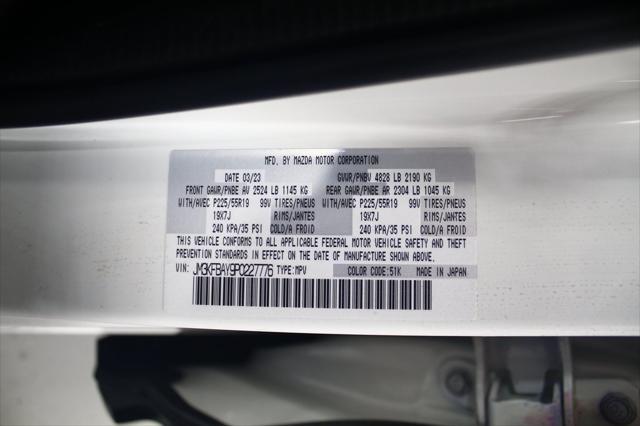 MFD. BY MAZDA MOTOR CORPORATION
DATE 03/23 GVWR/PNBV 4828 LB 2190 KG
FRONT GAWR/PNBE AV 2524 LB 1145 KG REAR GAWR/PNBE AR 2304 LB 1045 KG
WITH/AVEC P225/55R19 99V TIRES/PNEUS WITH/AVEC P225/55R19 99V TIRES/PNEUS
19X7J RIMS/JANTES 19X7J RIMS/JANTES
240 KPA/35 PSI COLD/A FROID 240 KPA/35 PSI COLD/A FROID
THIS VEHICLE CONFORMS TO ALL APPLICABLE FEDERAL MOTOR VEHICLE SAFETY AND THEFT
PREVENTION STANDARDS IN EFFECT ON THE DATE OF MANUFACTURE SHOWN ABOVE.
VIN: JM3KFBAY9P0227776 TYPE:MPV COLOR CODE:51K MADE IN JAPAN